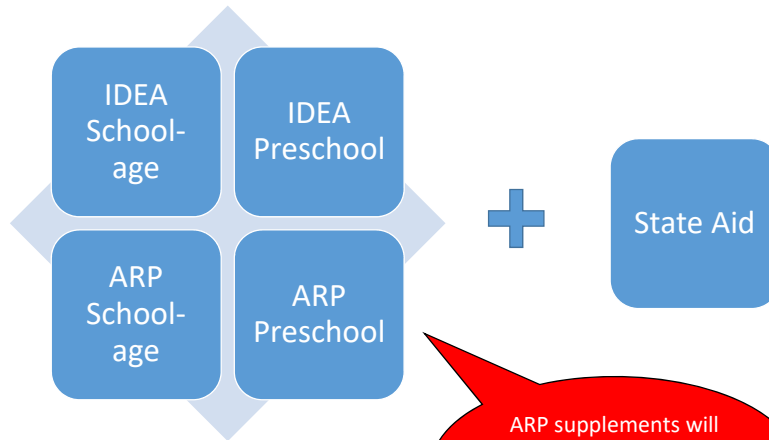 IDEA
School-
age
IDEA
Preschool
ARP
School-
age
ARP
Preschool
State Aid
ARP supplements will